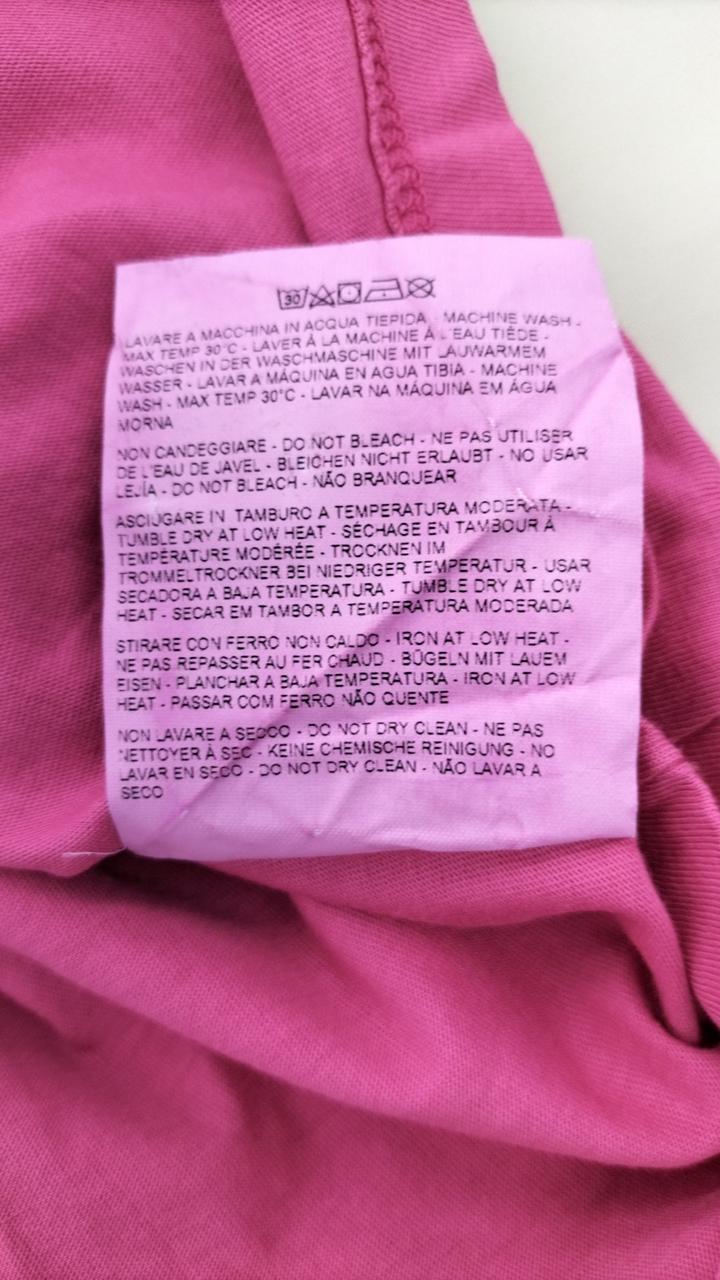 30
LAVARE A MACCHINA IN ACQUA TIEPIDA - MACHINE WASH -
MAX TEMP 30°C - LAVER À LA MACHINE À L'EAU TIÈDE -
WASCHEN IN DER WASCHMASCHINE MIT LAUWARMEM
WASSER - LAVAR A MÁQUINA EN AGUA TIBIA - MACHINE
WASH - MAX TEMP 30°C - LAVAR NA MÁQUINA EM ÁGUA
MORNA
NON CANDEGGIARE - DO NOT BLEACH - NE PAS UTILISER
DE L'EAU DE JAVEL - BLEICHEN NICHT ERLAUBT - NO USAR
LEJÍA - DO NOT BLEACH - NÃO BRANQUEAR
ASCIUGARE IN TAMBURO A TEMPERATURA MODERATA -
TUMBLE DRY AT LOW HEAT - SÉCHAGE EN TAMBOUR À
TEMPÉRATURE MODÉRÉE - TROCKNEN IM
TROMMELTROCKNER BEI NIEDRIGER TEMPERATUR - USAR
SECADORA A BAJA TEMPERATURA - TUMBLE DRY AT LOW
HEAT - SECAR EM TAMBOR A TEMPERATURA MODERADA
STIRARE CON FERRO NON CALDO - IRON AT LOW HEAT -
NE PAS REPASSER AU FER CHAUD - BÜGELN MIT LAUEM
EISEN - PLANCHAR A BAJA TEMPERATURA - IRON AT LOW
HEAT - PASSAR COM FERRO NÃO QUENTE
NON LAVARE A SECCO - DO NOT DRY CLEAN - NE PAS
NETTOYER À SEC - KEINE CHEMISCHE REINIGUNG - NO
LAVAR EN SECO - DO NOT DRY CLEAN - NÃO LAVAR A
SECO